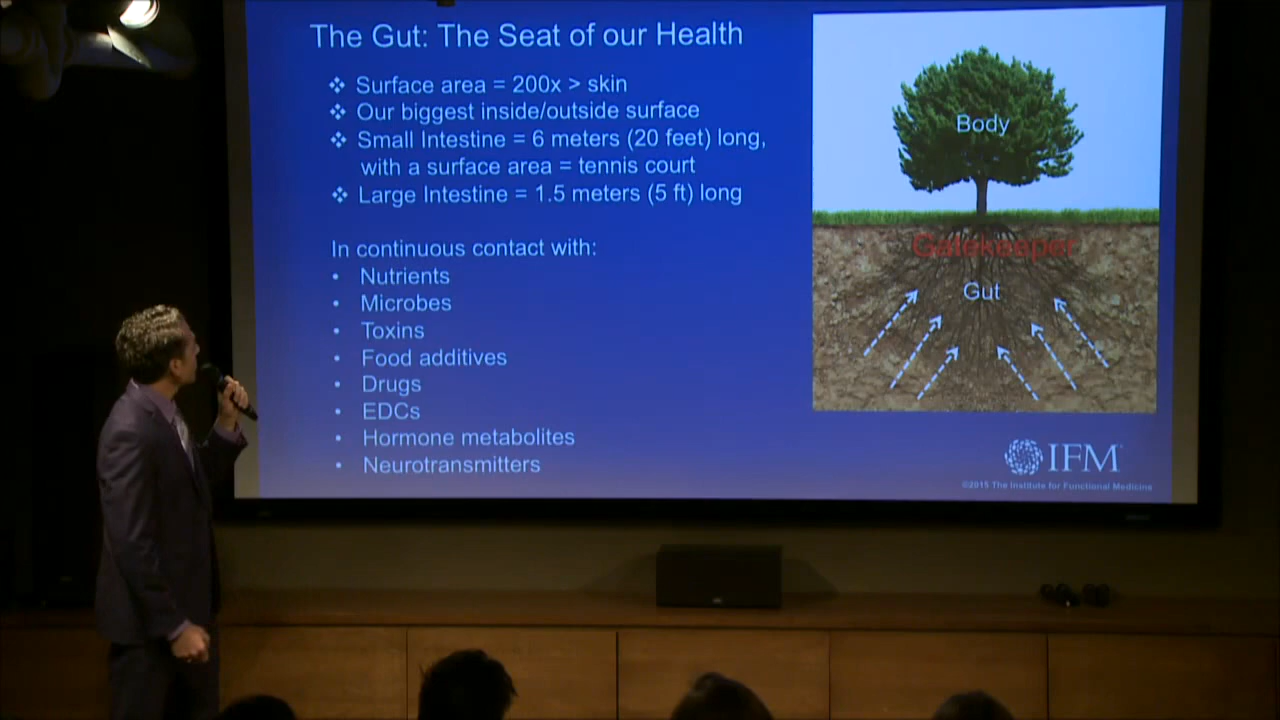 The Gut: The Seat of our Health
❖ Surface area = 200x > skin
❖ Our biggest inside/outside surface
❖ Small Intestine = 6 meters (20 feet) long,
with a surface area = tennis court
❖ Large Intestine = 1.5 meters (5 ft) long
In continuous contact with:
• Nutrients
• Microbes
• Toxins
• Food additives
• Drugs
• EDCs
• Hormone metabolites
• Neurotransmitters
Body
Gatekeeper
Gut
IFM
©2015 The Institute for Functional Medicine